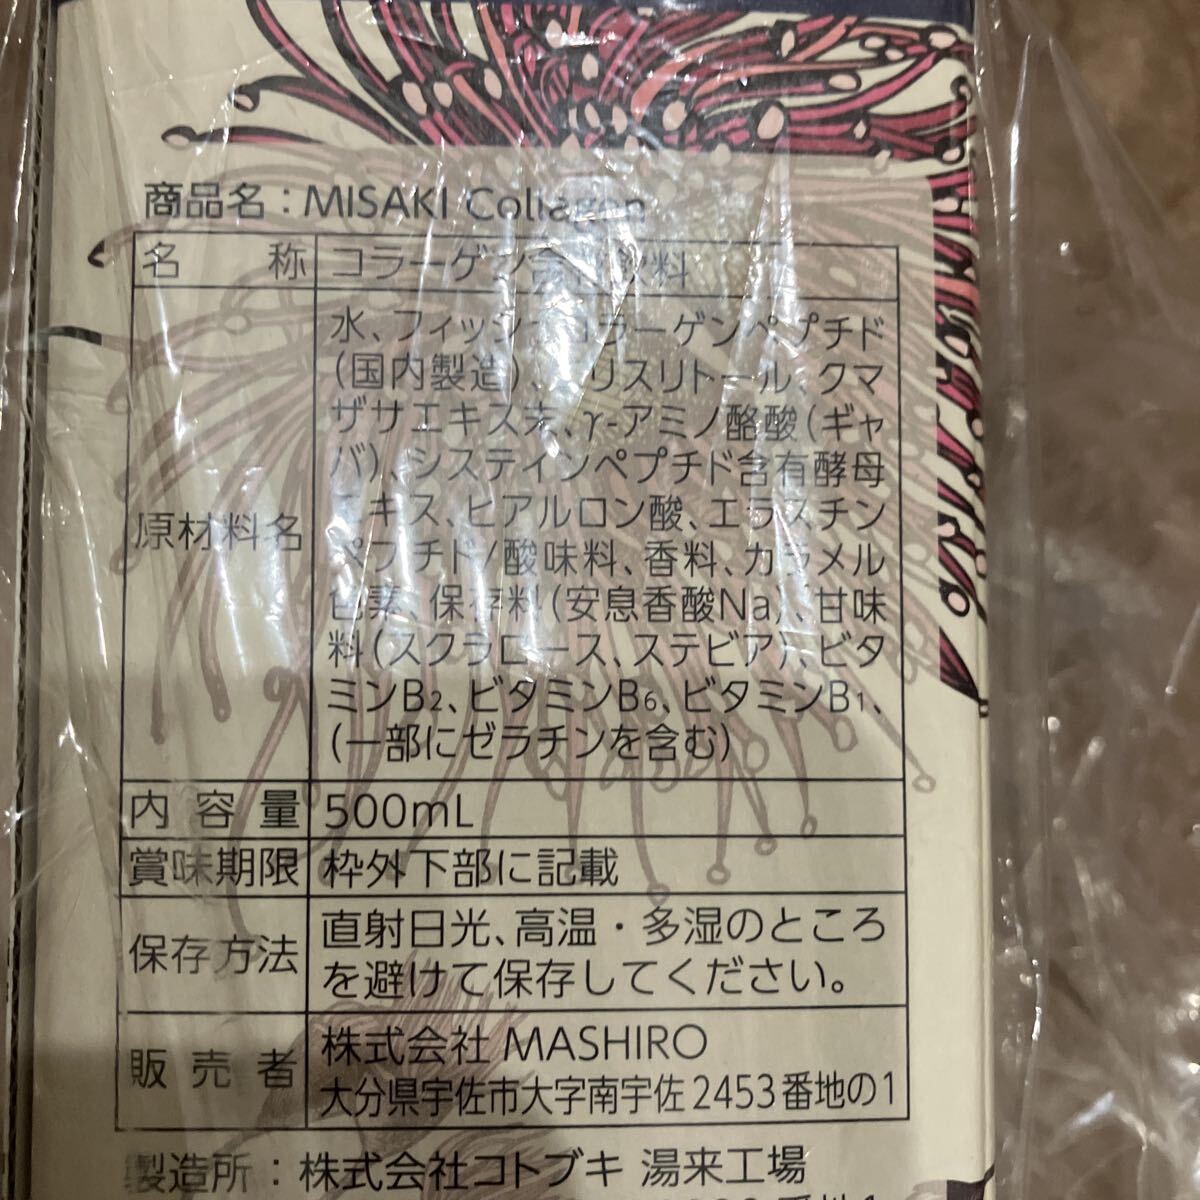 商品名：MISAKI Collagen
名称 コラーゲン含有飲料
原材料名
水、フィッシュコラーゲンペプチド
(国内製造)、エリスリトール、クマ
ザサエキス末、γ-アミノ酪酸(ギャ
バ)、システインペプチド含有酵母
エキス、ヒアルロン酸、エラスチン
ペプチド/酸味料、香料、カラメル
色素、保存料(安息香酸Na)、甘味
料(スクラロース、ステビア)、ビタ
ミンB2、ビタミンB6、ビタミンB1、
(一部にゼラチンを含む)
内容量 500mL
賞味期限 枠外下部に記載
保存方法
直射日光、高温・多湿のところ
を避けて保存してください。
販売者
株式会社 MASHIRO
大分県宇佐市大字南宇佐2453番地の1
製造所：株式会社コトブキ 湯来工場